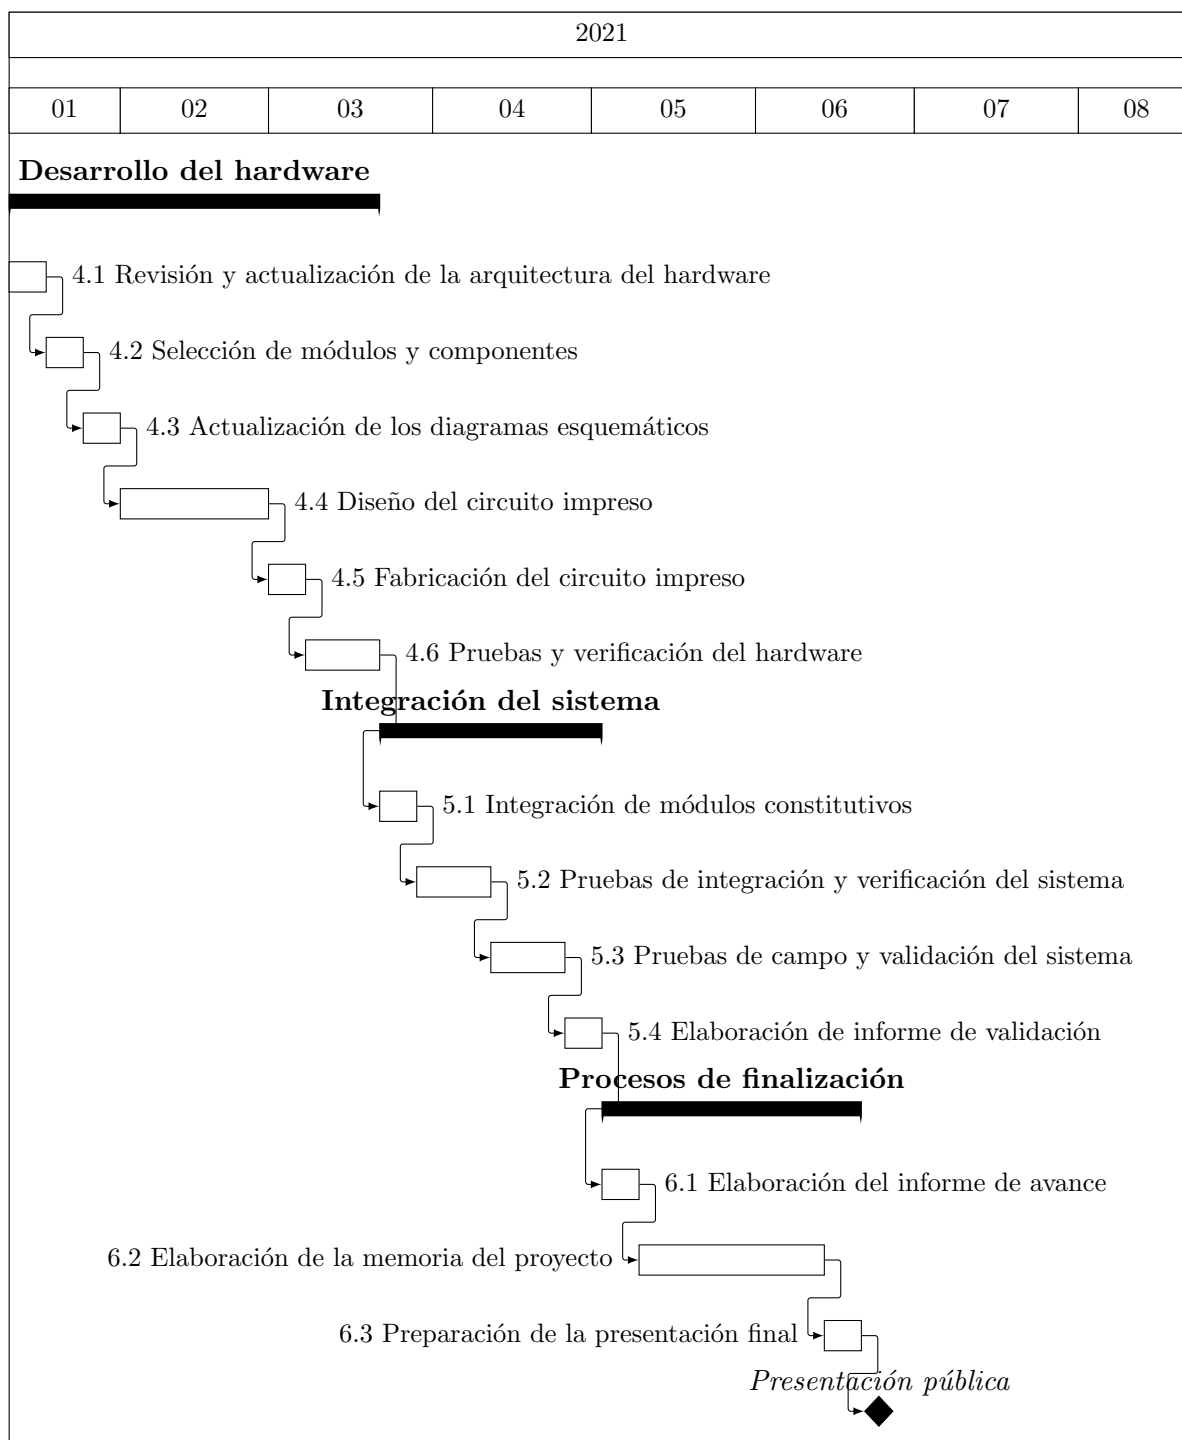 2021
01 02 03 04 05 06 07 08
Desarrollo del hardware
4.1 Revisión y actualización de la arquitectura del hardware
4.2 Selección de módulos y componentes
4.3 Actualización de los diagramas esquemáticos
4.4 Diseño del circuito impreso
4.5 Fabricación del circuito impreso
4.6 Pruebas y verificación del hardware
Integración del sistema
5.1 Integración de módulos constitutivos
5.2 Pruebas de integración y verificación del sistema
5.3 Pruebas de campo y validación del sistema
5.4 Elaboración de informe de validación
Procesos de finalización
6.1 Elaboración del informe de avance
6.2 Elaboración de la memoria del proyecto
6.3 Preparación de la presentación final
Presentación pública